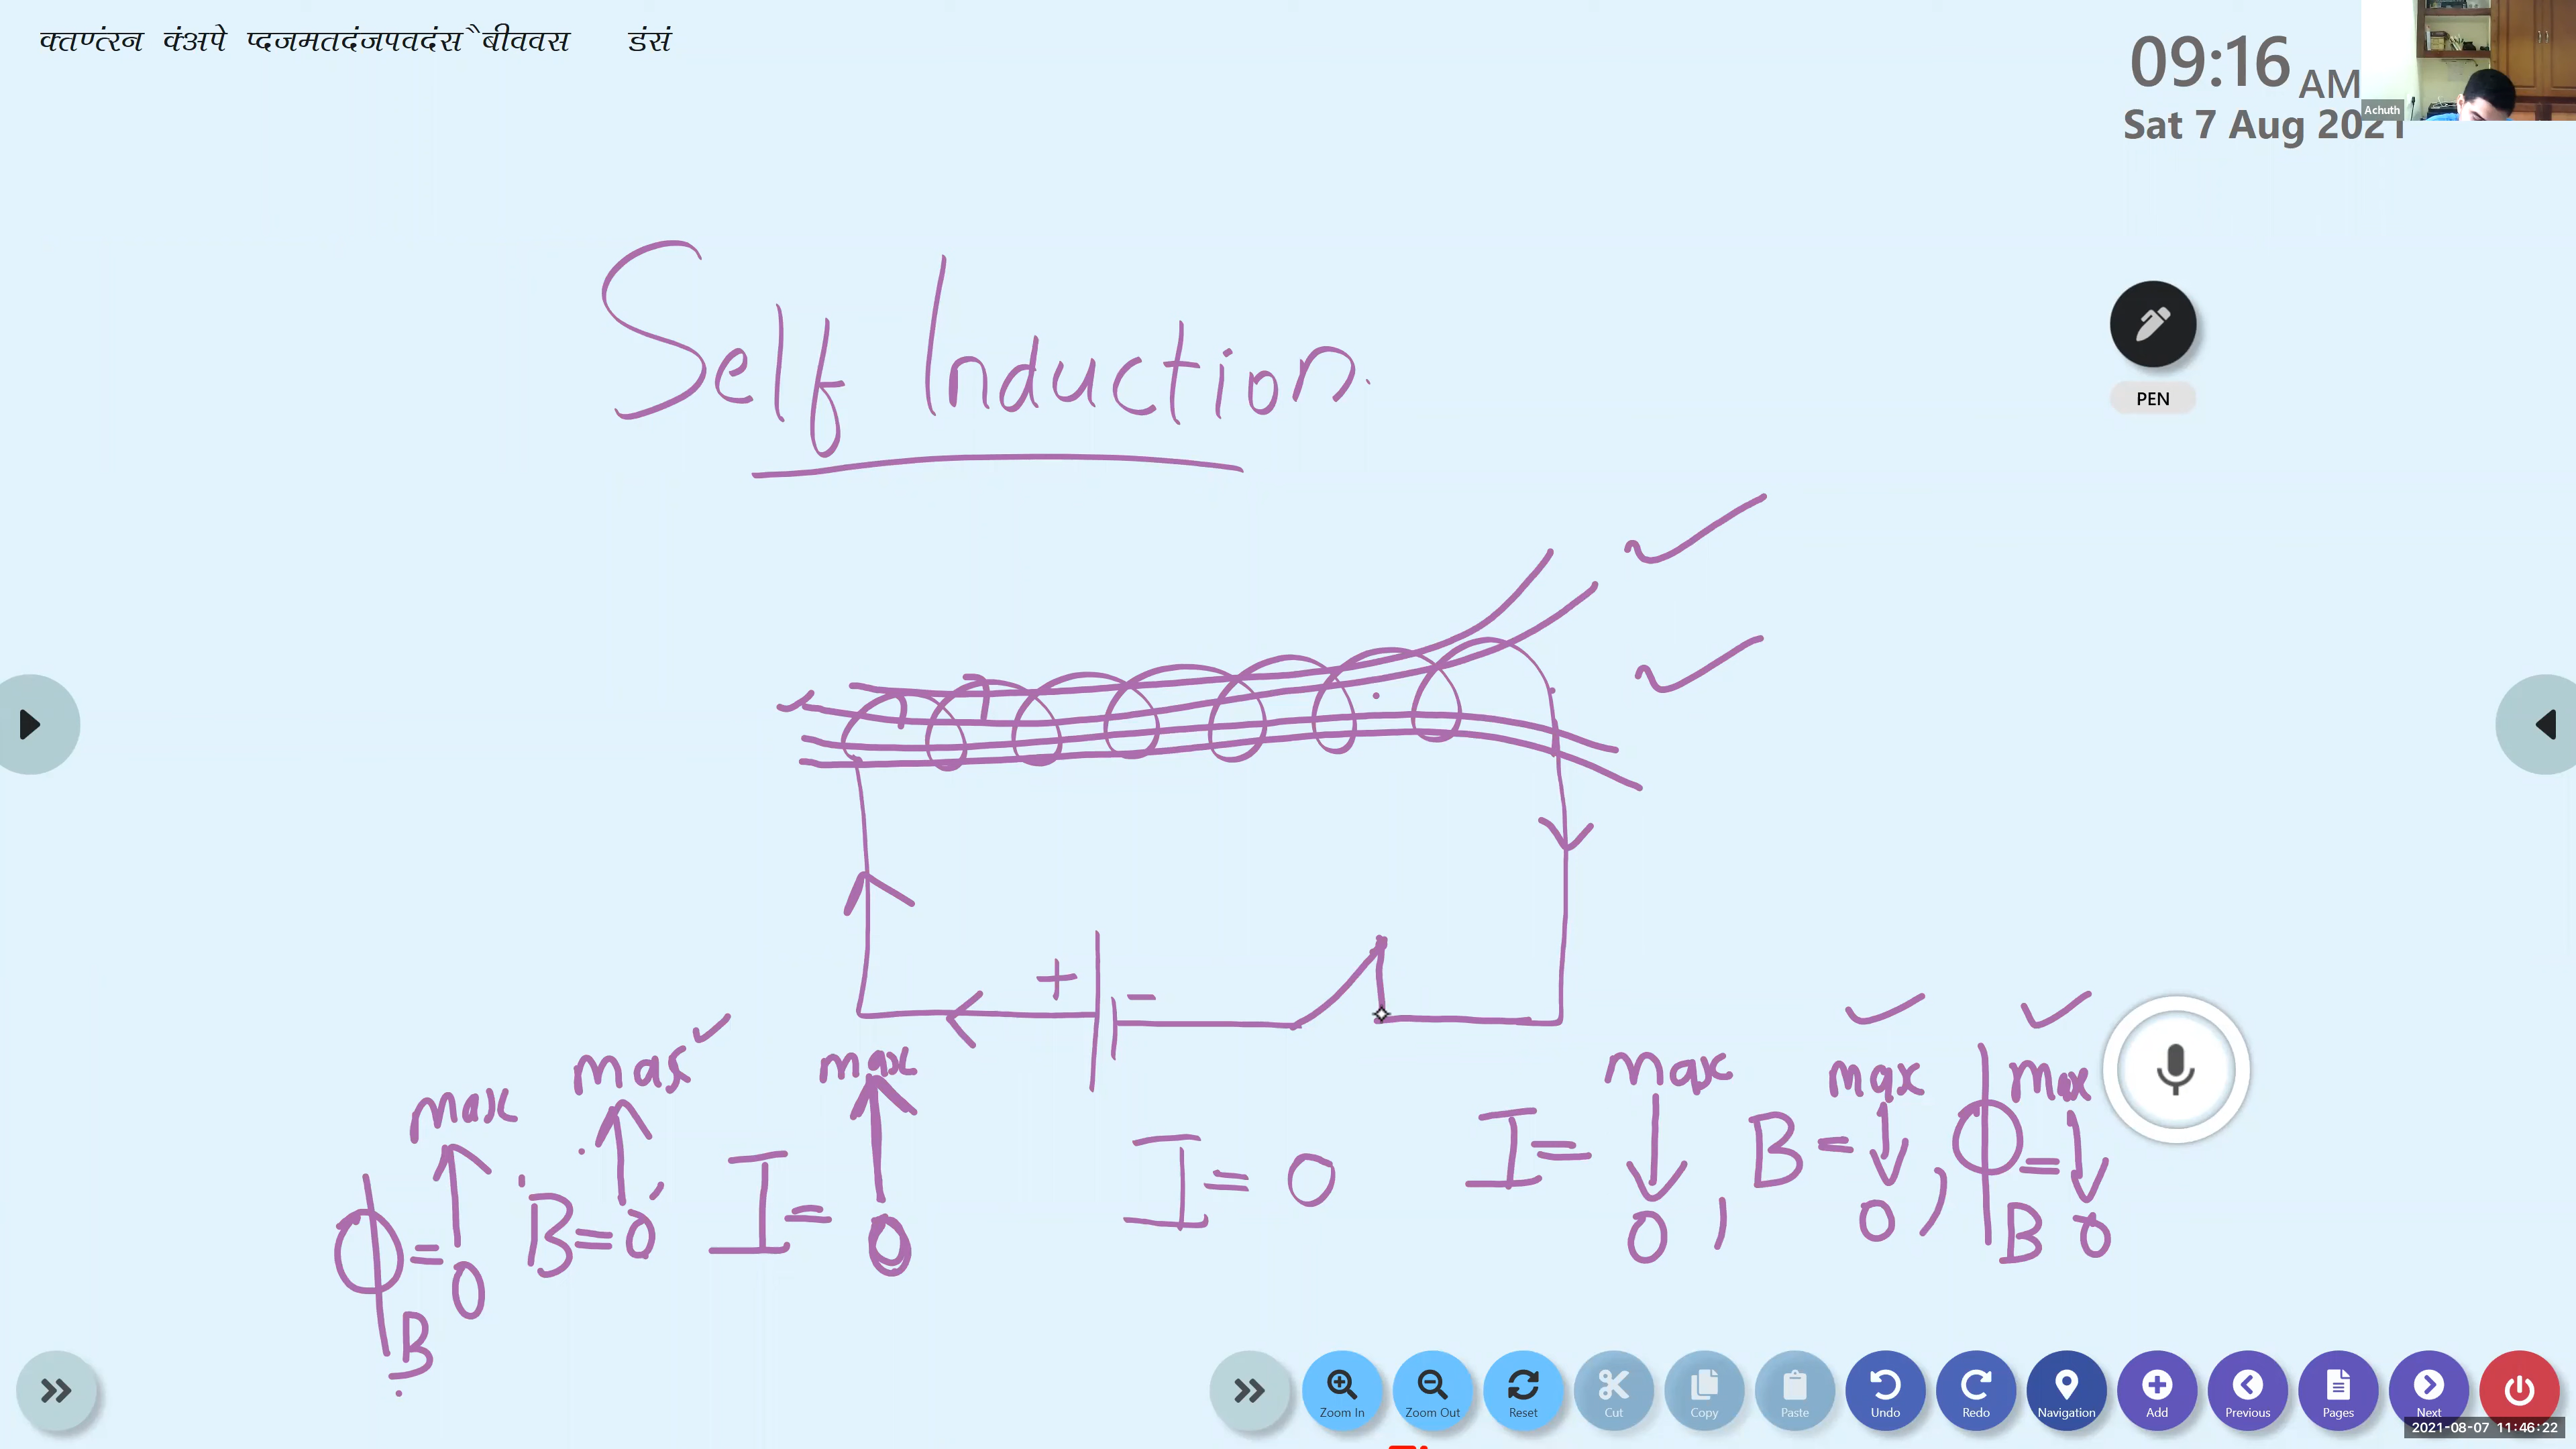 क्तण्तंरन कंअपे प्दजमतदंजपवदंस ैबीववस डंसं
09:16 AM
Sat 7 Aug 2021
Achuth
Self Induction.
PEN
+ -
max max max max max max
ϕB = 0 B = 0, I = 0 I = 0 I = 0, B = 0, ϕB = 0
Zoom In Zoom Out Reset Cut Copy Paste Undo Redo Navigation Add Previous Pages Next
2021-08-07 11:46:22